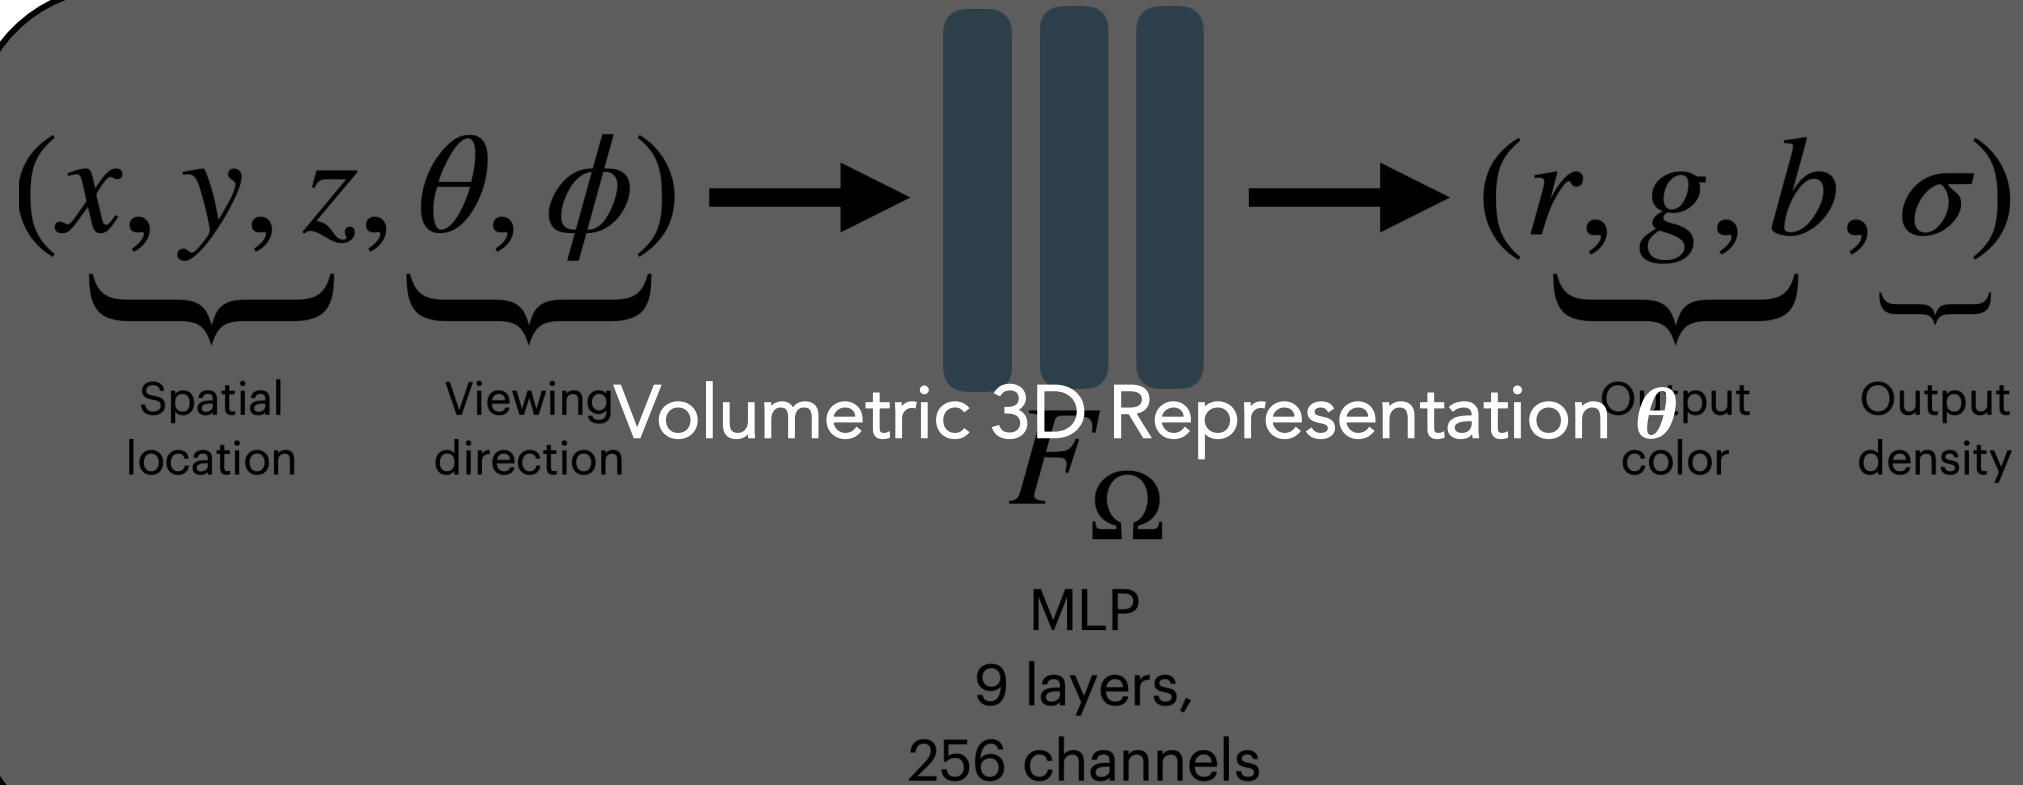 (x, y, z, θ, ϕ) (r, g, b, σ)
Spatial
location
Viewing
direction
Output
color
Output
density
Volumetric 3D Representation θ
F_Ω
MLP
9 layers,
256 channels